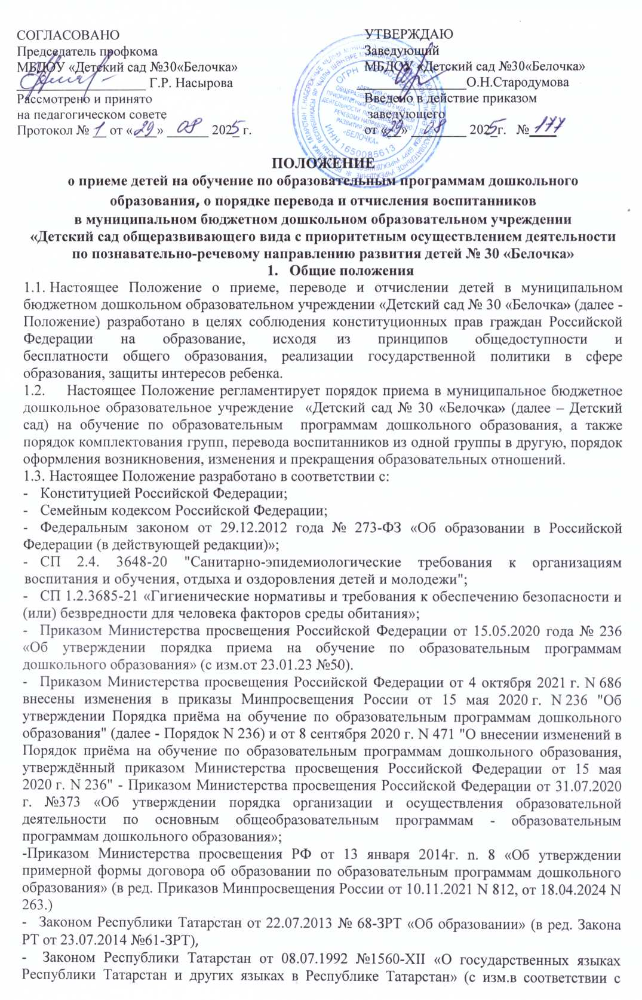 СОГЛАСОВАНО
Председатель профкома
МБДОУ «Детский сад №30«Белочка»
Г.Р. Насырова
Рассмотрено и принято
на педагогическом совете
Протокол № 1 от «29» 08 2025 г.
УТВЕРЖДАЮ
Заведующий
МБДОУ «Детский сад №30«Белочка»
О.Н.Стародумова
Введено в действие приказом
заведующего
от «29» 08 2025г. №177
ИНН 1650085613
«БЕЛОЧКА»
ПОЛОЖЕНИЕ
о приеме детей на обучение по образовательным программам дошкольного
образования, о порядке перевода и отчисления воспитанников
в муниципальном бюджетном дошкольном образовательном учреждении
«Детский сад общеразвивающего вида с приоритетным осуществлением деятельности
по познавательно-речевому направлению развития детей № 30 «Белочка»
1. Общие положения
1.1. Настоящее Положение о приеме, переводе и отчислении детей в муниципальном
бюджетном дошкольном образовательном учреждении «Детский сад № 30 «Белочка» (далее -
Положение) разработано в целях соблюдения конституционных прав граждан Российской
Федерации на образование, исходя из принципов общедоступности и
бесплатности общего образования, реализации государственной политики в сфере
образования, защиты интересов ребенка.
1.2. Настоящее Положение регламентирует порядок приема в муниципальное бюджетное
дошкольное образовательное учреждение «Детский сад № 30 «Белочка» (далее – Детский
сад) на обучение по образовательным программам дошкольного образования, а также
порядок комплектования групп, перевода воспитанников из одной группы в другую, порядок
оформления возникновения, изменения и прекращения образовательных отношений.
1.3. Настоящее Положение разработано в соответствии с:
- Конституцией Российской Федерации;
- Семейным кодексом Российской Федерации;
- Федеральным законом от 29.12.2012 года № 273-ФЗ «Об образовании в Российской
Федерации (в действующей редакции)»;
- СП 2.4. 3648-20 "Санитарно-эпидемиологические требования к организациям
воспитания и обучения, отдыха и оздоровления детей и молодежи";
- СП 1.2.3685-21 «Гигиенические нормативы и требования к обеспечению безопасности и
(или) безвредности для человека факторов среды обитания»;
- Приказом Министерства просвещения Российской Федерации от 15.05.2020 года № 236
«Об утверждении порядка приема на обучение по образовательным программам
дошкольного образования» (с изм.от 23.01.23 №50).
- Приказом Министерства просвещения Российской Федерации от 4 октября 2021 г. N 686
внесены изменения в приказы Минпросвещения России от 15 мая 2020 г. N 236 "Об
утверждении Порядка приёма на обучение по образовательным программам дошкольного
образования" (далее - Порядок N 236) и от 8 сентября 2020 г. N 471 "О внесении изменений в
Порядок приёма на обучение по образовательным программам дошкольного образования,
утверждённый приказом Министерства просвещения Российской Федерации от 15 мая
2020 г. N 236" - Приказом Министерства просвещения Российской Федерации от 31.07.2020
г. №373 «Об утверждении порядка организации и осуществления образовательной
деятельности по основным общеобразовательным программам - образовательным
программам дошкольного образования»;
-Приказом Министерства просвещения РФ от 13 января 2014г. n. 8 «Об утверждении
примерной формы договора об образовании по образовательным программам дошкольного
образования» (в ред. Приказов Минпросвещения России от 10.11.2021 N 812, от 18.04.2024 N
263.)
- Законом Республики Татарстан от 22.07.2013 № 68-ЗРТ «Об образовании» (в ред. Закона
РТ от 23.07.2014 №61-ЗРТ),
- Законом Республики Татарстан от 08.07.1992 №1560-XII «О государственных языках
Республики Татарстан и других языках в Республике Татарстан» (с изм.в соответствии с